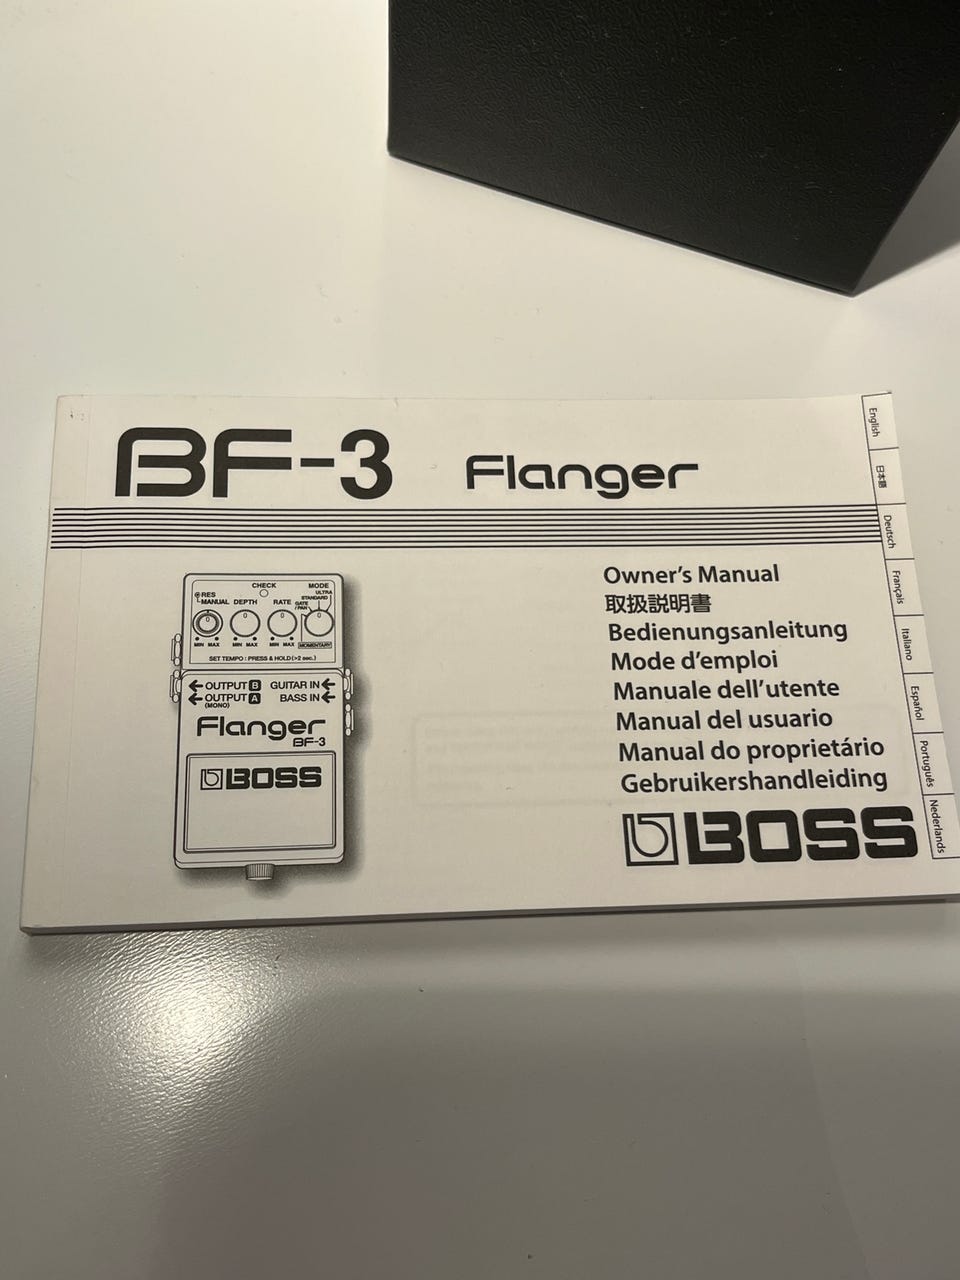 BF-3 Flanger
Owner's Manual
取扱説明書
Bedienungsanleitung
Mode d'emploi
Manuale dell'utente
Manual del usuario
Manual do proprietário
Gebruikershandleiding
BOSS
English
日本語
Deutsch
Français
Italiano
Español
Português
Nederlands
CHECK
MODE
RES
MANUAL DEPTH RATE
GATE/PAN
STANDARD
ULTRA
MIN MAX MIN MAX MIN MAX MOMENTARY
SET TEMPO : PRESS & HOLD (>2 sec.)
OUTPUT B GUITAR IN
OUTPUT A BASS IN
(MONO)
Flanger
BF-3
BOSS